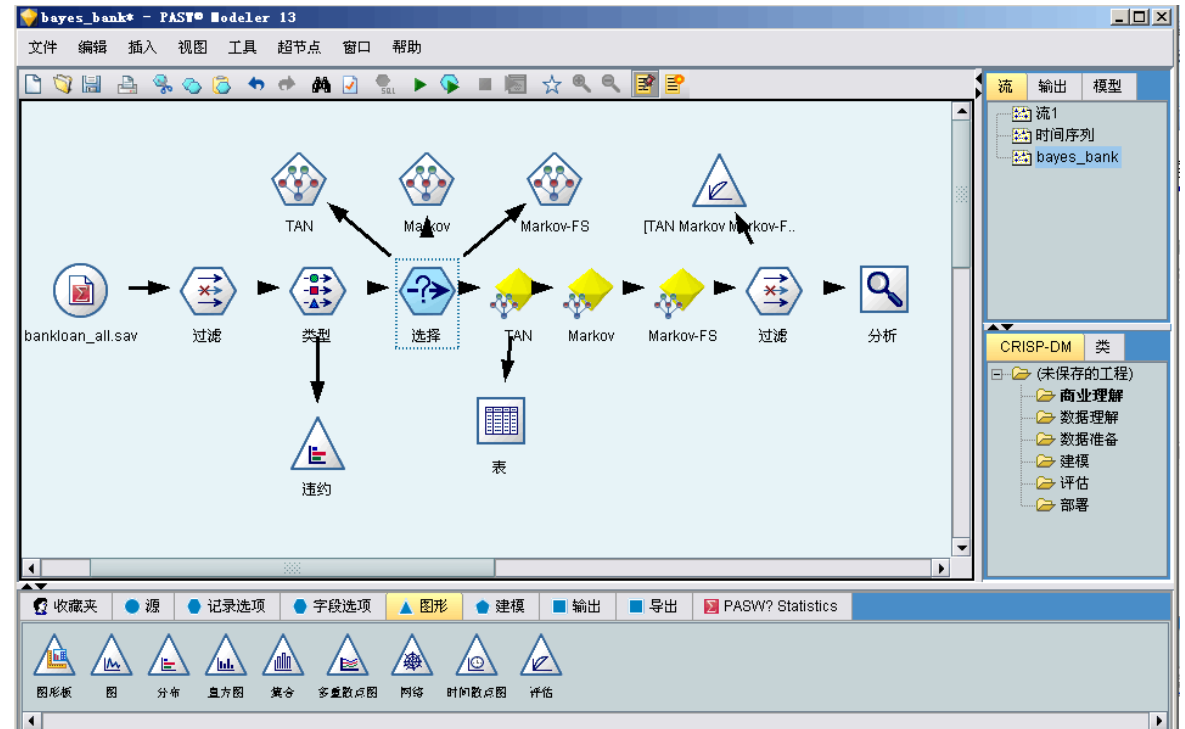 bayes_bank* - PASW® Modeler 13
文件 编辑 插入 视图 工具 超节点 窗口 帮助
SQL
流 输出 模型
流1
时间序列
bayes_bank
TAN Markov Markov-FS [TAN Markov Markov-F..
bankloan_all.sav 过滤 类型 选择 TAN Markov Markov-FS 过滤 分析
违约
表
CRISP-DM 类
(未保存的工程)
商业理解
数据理解
数据准备
建模
评估
部署
收藏夹 源 记录选项 字段选项 图形 建模 输出 导出 PASW? Statistics
图形板 图 分布 直方图 集合 多重散点图 网络 时间散点图 评估